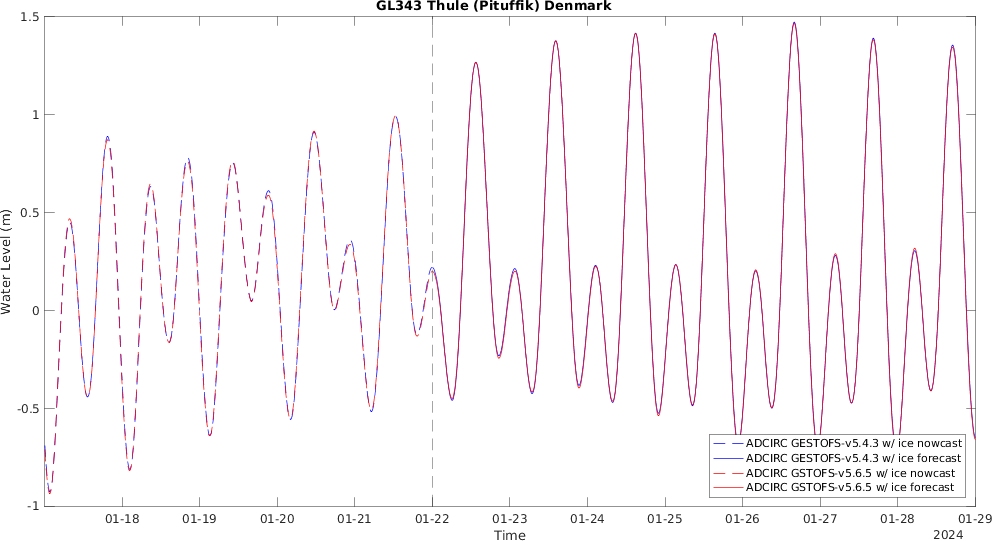 GL343 Thule (Pituffik) Denmark
Water Level (m)
1.5
1
0.5
0
-0.5
-1
ADCIRC GESTOFS-v5.4.3 w/ ice nowcast
ADCIRC GESTOFS-v5.4.3 w/ ice forecast
ADCIRC GSTOFS-v5.6.5 w/ ice nowcast
ADCIRC GSTOFS-v5.6.5 w/ ice forecast
01-18 01-19 01-20 01-21 01-22 01-23 01-24 01-25 01-26 01-27 01-28 01-29
Time
2024